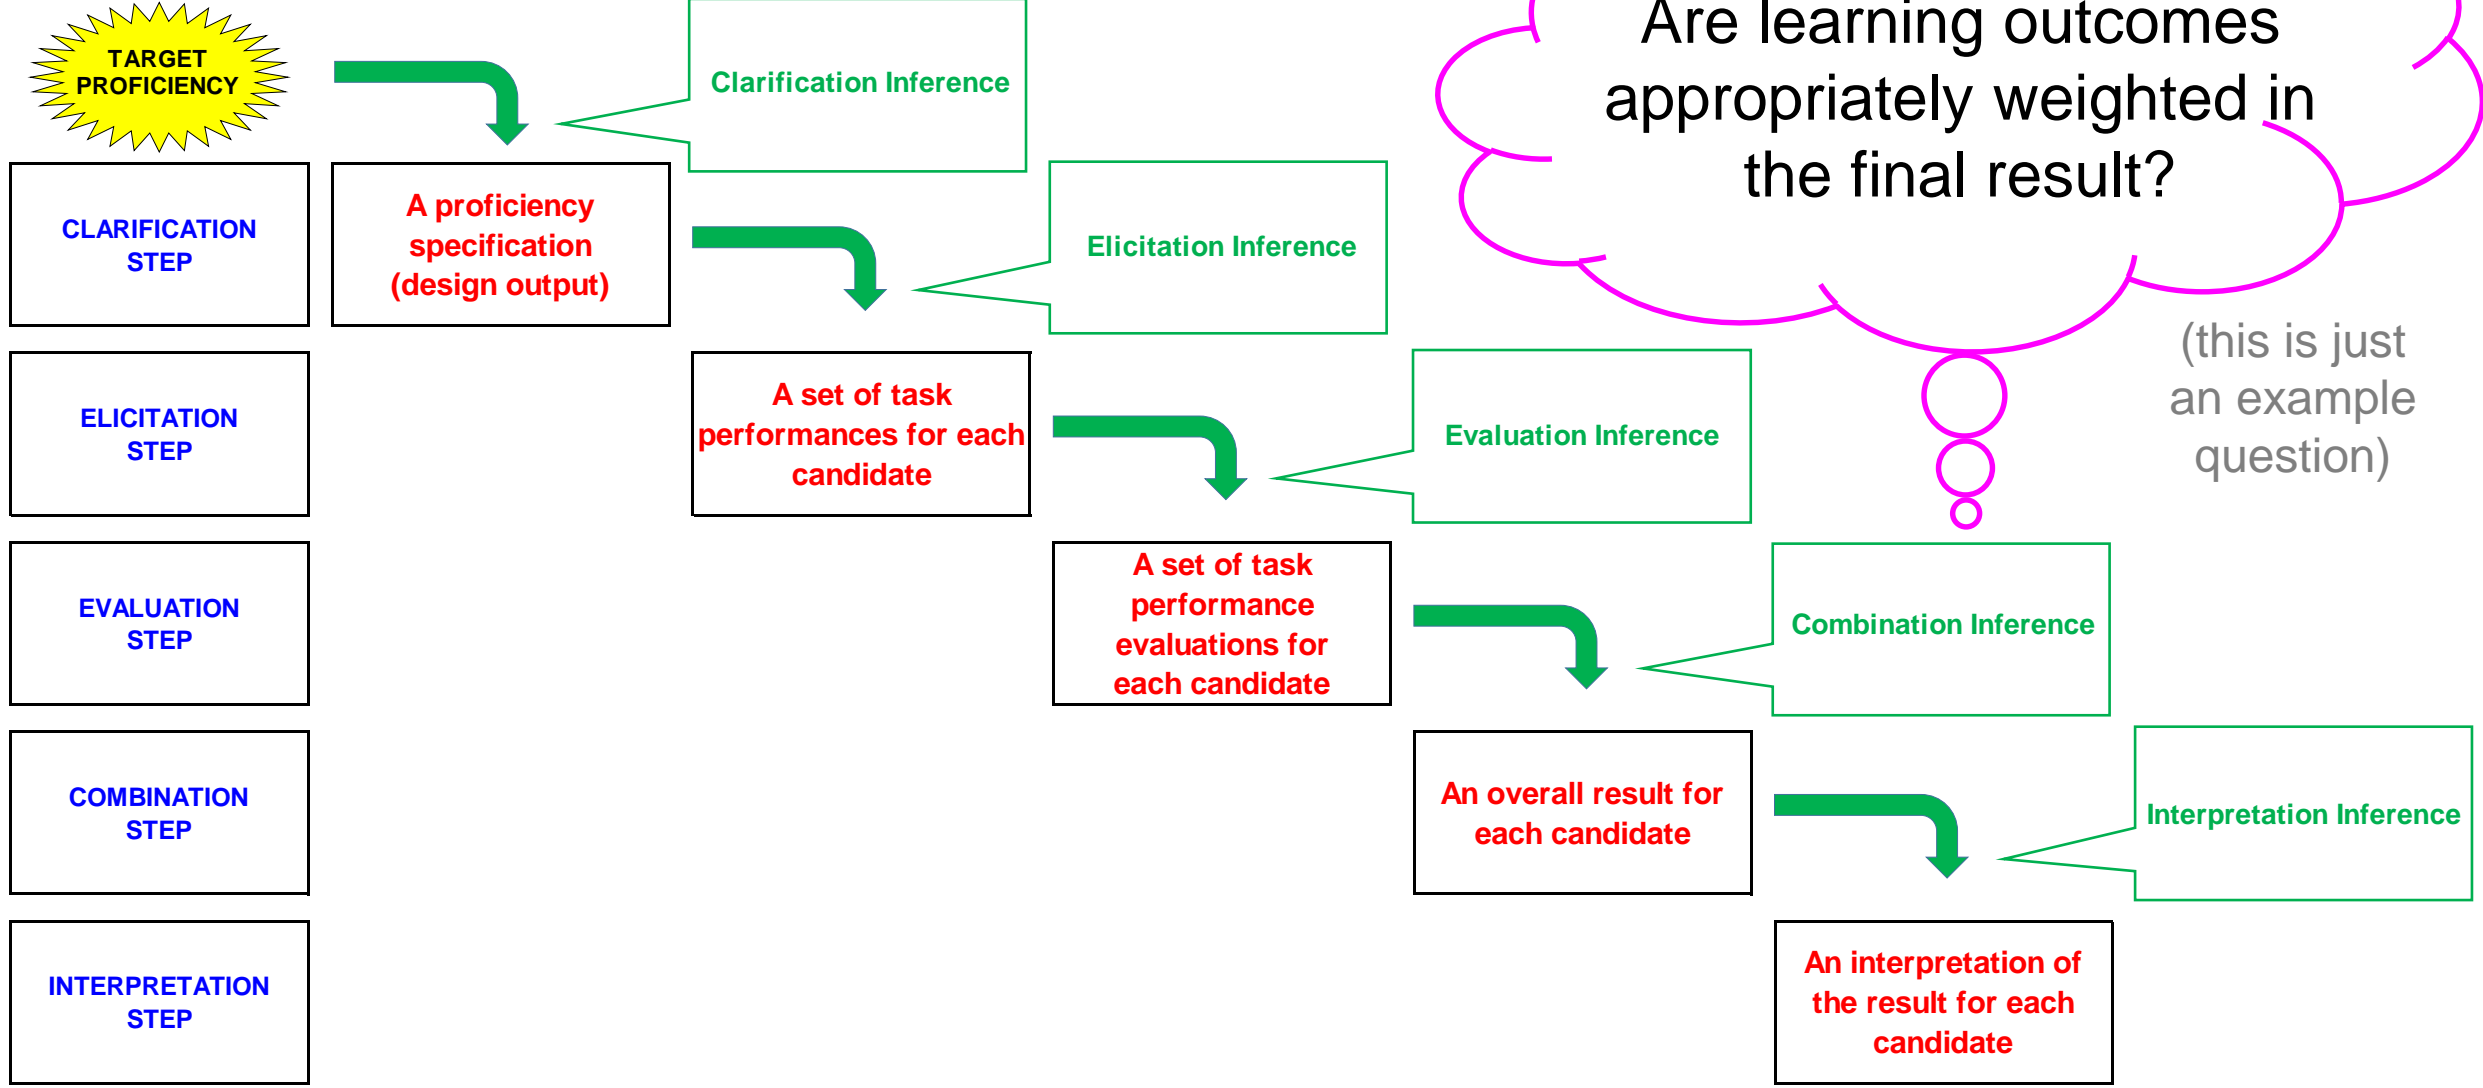 TARGET
PROFICIENCY
Clarification Inference
Are learning outcomes
appropriately weighted in
the final result?
(this is just
an example
question)
CLARIFICATION
STEP
A proficiency
specification
(design output)
Elicitation Inference
ELICITATION
STEP
A set of task
performances for each
candidate
Evaluation Inference
EVALUATION
STEP
A set of task
performance
evaluations for
each candidate
Combination Inference
COMBINATION
STEP
An overall result for
each candidate
Interpretation Inference
INTERPRETATION
STEP
An interpretation of
the result for each
candidate